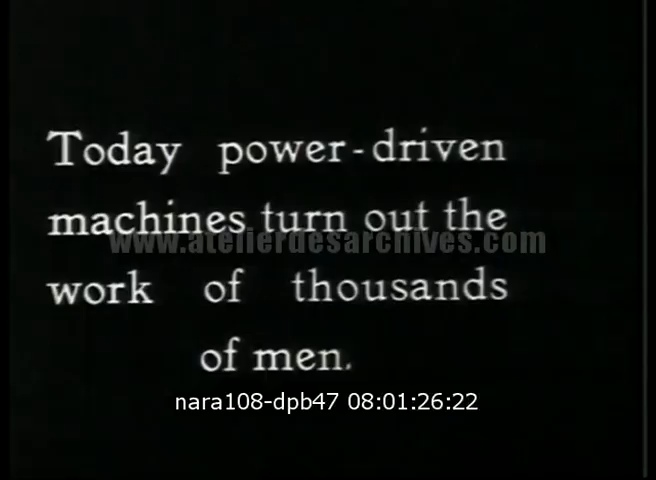 Today power-driven
machines turn out the
www.atelierdesarchives.com
work of thousands
of men.
nara108-dpb47 08:01:26:22